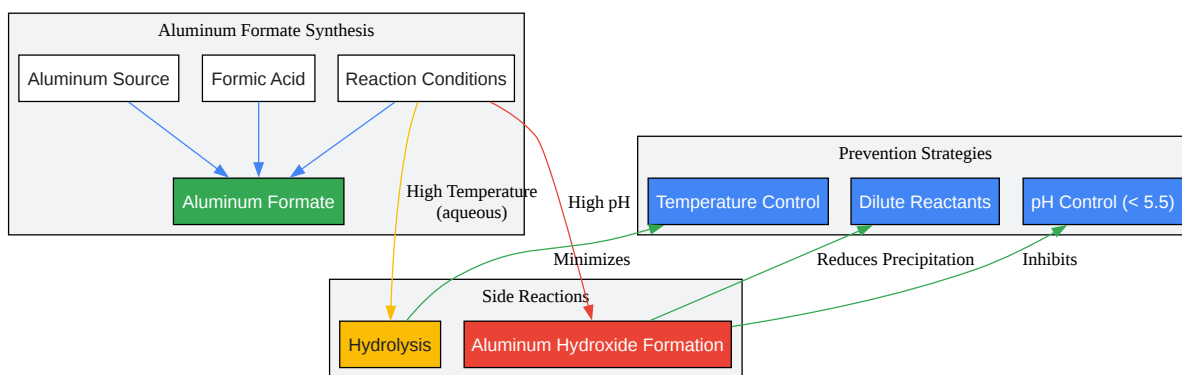 Aluminum Formate Synthesis
Aluminum Source
Formic Acid
Reaction Conditions
Aluminum Formate
High Temperature
(aqueous)
High pH
Prevention Strategies
Temperature Control
Dilute Reactants
pH Control (< 5.5)
Minimizes
Reduces Precipitation
Inhibits
Side Reactions
Hydrolysis
Aluminum Hydroxide Formation